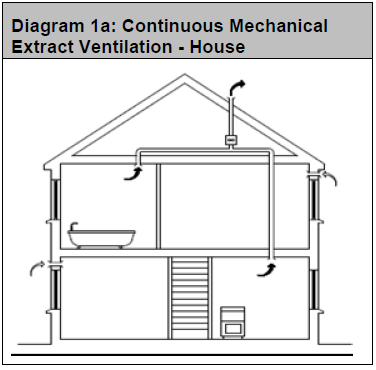 Diagram 1a: Continuous Mechanical
Extract Ventilation - House